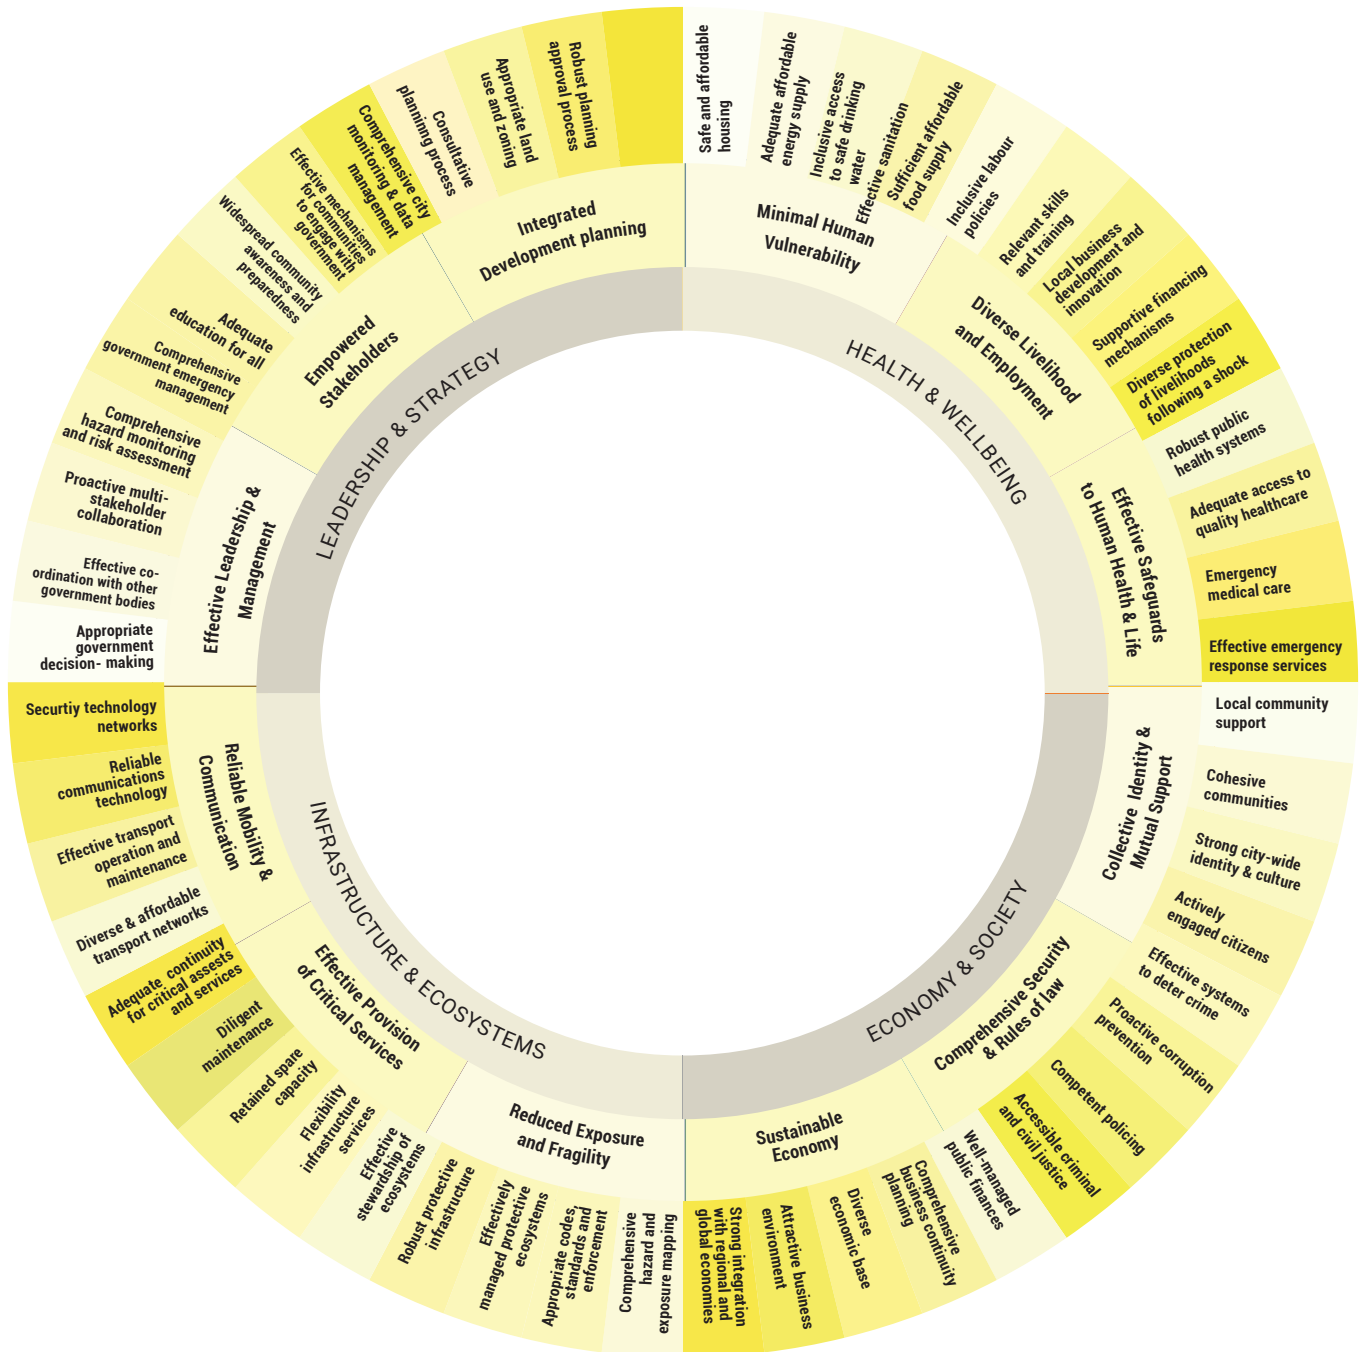 Safe and affordable
housing
Adequate affordable
energy supply
Inclusive access
to safe drinking
water
Effective sanitation
Sufficient affordable
food supply
Inclusive labour
policies
Relevant skills
and training
Local business
development and
innovation
Supportive financing
mechanisms
Diverse protection
of livelihoods
following a shock
Robust public
health systems
Adequate access to
quality healthcare
Emergency
medical care
Effective emergency
response services
Local community
support
Cohesive
communities
Strong city-wide
identity & culture
Actively
engaged citizens
Effective systems
to deter crime
Proactive corruption
prevention
Competent policing
Accessible criminal
and civil justice
Well-managed
public finances
Comprehensive
business continuity
planning
Diverse
economic base
Attractive business
environment
Strong integration
with regional and
global economies
Comprehensive
hazard and
exposure mapping
Appropriate codes,
standards and
enforcement
Effectively
managed protective
ecosystems
Robust protective
infrastructure
Effective
stewardship of
ecosystems
Flexibility
infrastructure
services
Retained spare
capacity
Diligent
maintenance
Adequate continuity
for critical assests
and services
Diverse & affordable
transport networks
Effective transport
operation and
maintenance
Reliable
communications
technology
Securtiy technology
networks
Appropriate
government
decision- making
Effective co-
ordination with other
government bodies
Proactive multi-
stakeholder
collaboration
Comprehensive
hazard monitoring
and risk assessment
Comprehensive
government emergency
management
Adequate
education for all
Widespread community
awareness and
preparedness
Effective mechanisms
for communities
to engage with
government
Comprehensive city
monitoring & data
management
Consultative
planninng process
Appropriate land
use and zoning
Robust planning
approval process
Minimal Human
Vulnerability
Diverse Livelihood
and Employment
Effective Safeguards
to Human Health & Life
Collective Identity &
Mutual Support
Comprehensive Security
& Rules of law
Sustainable
Economy
Reduced Exposure
and Fragility
Effective Provision
of Critical Services
Reliable Mobility &
Communication
Effective Leadership &
Management
Empowered
Stakeholders
Integrated
Development planning
HEALTH & WELLBEING
ECONOMY & SOCIETY
INFRASTRUCTURE & ECOSYSTEMS
LEADERSHIP & STRATEGY